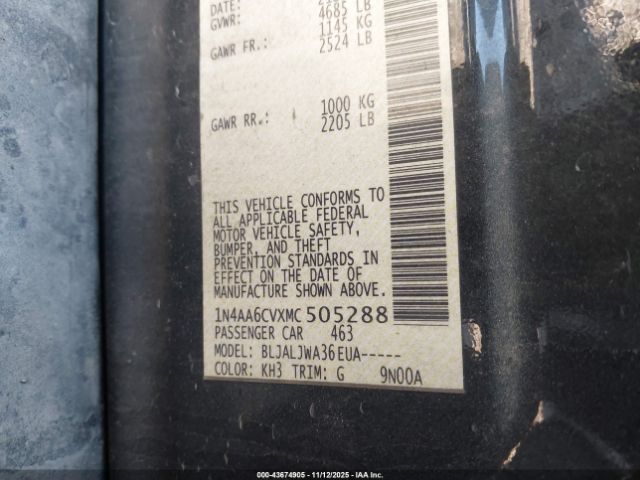 DATE:
GVWR: 4685 LB
1145 KG
GAWR FR.: 2524 LB
1000 KG
GAWR RR.: 2205 LB
THIS VEHICLE CONFORMS TO
ALL APPLICABLE FEDERAL
MOTOR VEHICLE SAFETY,
BUMPER, AND THEFT
PREVENTION STANDARDS IN
EFFECT ON THE DATE OF
MANUFACTURE SHOWN ABOVE.
1N4AA6CVXMC505288
PASSENGER CAR 463
MODEL: BLJALJWA36EUA-----
COLOR: KH3 TRIM: G 9N00A
000-43674905 - 11/12/2025 - IAA Inc.